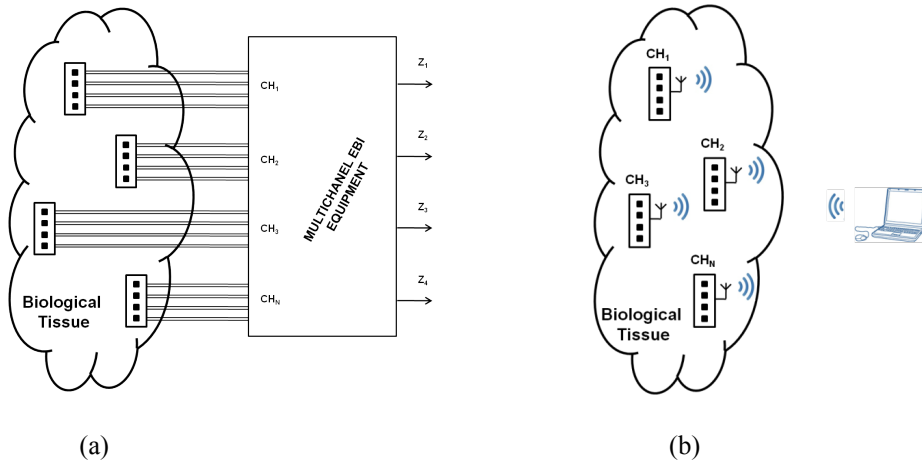 CH1
Z1
CH2
Z2
CH3
Z3
CHN
Z4
MULTICHANEL EBI
EQUIPMENT
Biological
Tissue
(a)
CH1
CH2
CH3
CHN
Biological
Tissue
(b)